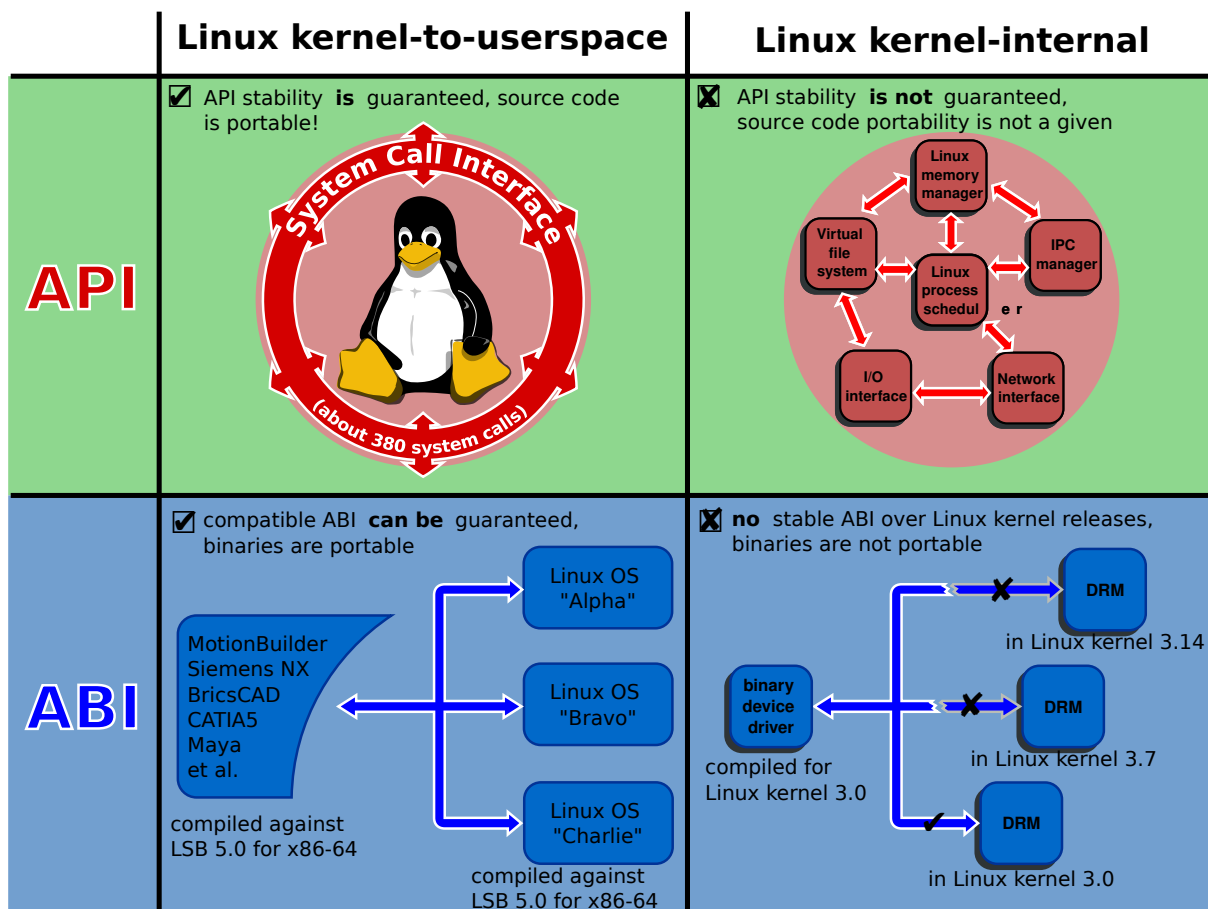 Linux kernel-to-userspace
Linux kernel-internal
API
API stability is guaranteed, source code
is portable!
System Call Interface
(about 380 system calls)
API stability is not guaranteed,
source code portability is not a given
Linux
memory
manager
Virtual
file
system
IPC
manager
Linux
process
schedul e r
I/O
interface
Network
interface
ABI
compatible ABI can be guaranteed,
binaries are portable
MotionBuilder
Siemens NX
BricsCAD
CATIA5
Maya
et al.
compiled against
LSB 5.0 for x86-64
Linux OS
"Alpha"
Linux OS
"Bravo"
Linux OS
"Charlie"
compiled against
LSB 5.0 for x86-64
no stable ABI over Linux kernel releases,
binaries are not portable
binary
device
driver
compiled for
Linux kernel 3.0
DRM
in Linux kernel 3.14
DRM
in Linux kernel 3.7
DRM
in Linux kernel 3.0